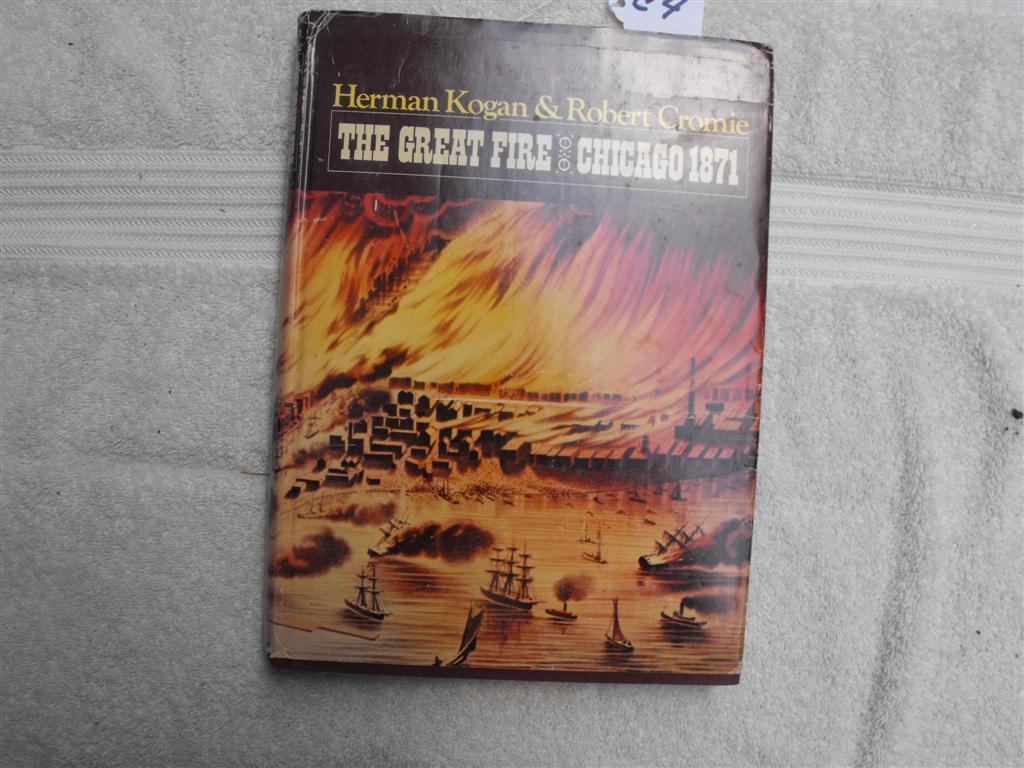 Herman Kogan & Robert Cromie
THE GREAT FIRE CHICAGO 1871